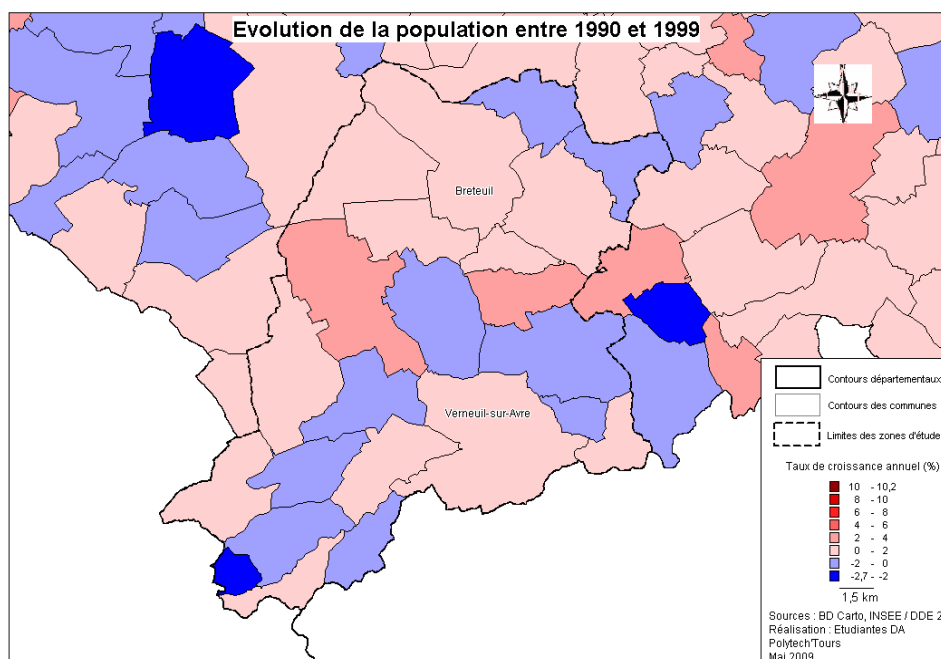 Evolution de la population entre 1990 et 1999
Breteuil
Verneuil-sur-Avre
Contours départementaux
Contours des communes
Limites des zones d'étude
Taux de croissance annuel (%)
10 - 10,2
8 - 10
6 - 8
4 - 6
2 - 4
0 - 2
-2 - 0
-2,7 - -2
1,5 km
Sources : BD Carto, INSEE / DDE 2
Réalisation : Etudiantes DA
Polytech'Tours
Mai 2009